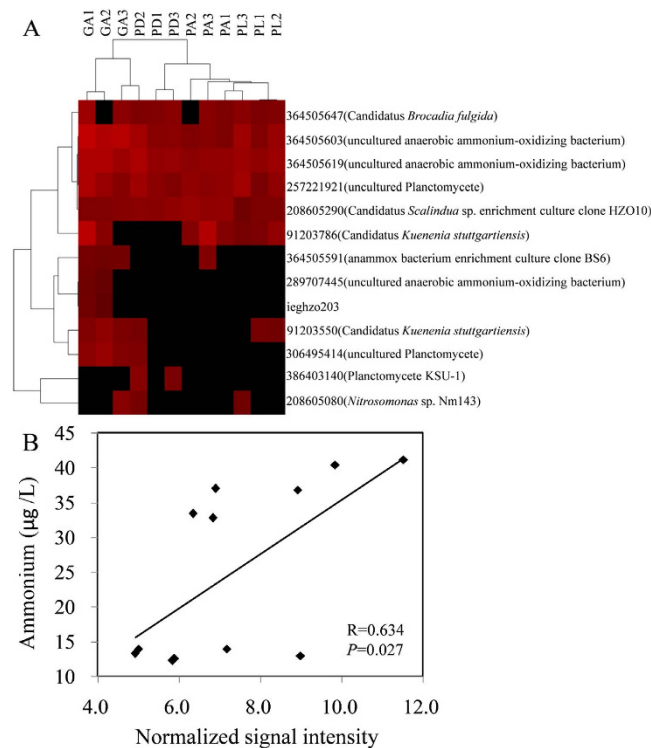 A
GA1 GA2 GA3 PD2 PD1 PD3 PA2 PA3 PA1 PL3 PL1 PL2
364505647(Candidatus Brocadia fulgida)
364505603(uncultured anaerobic ammonium-oxidizing bacterium)
364505619(uncultured anaerobic ammonium-oxidizing bacterium)
257221921(uncultured Planctomycete)
208605290(Candidatus Scalindua sp. enrichment culture clone HZO10)
91203786(Candidatus Kuenenia stuttgartiensis)
364505591(anammox bacterium enrichment culture clone BS6)
289707445(uncultured anaerobic ammonium-oxidizing bacterium)
ieghzo203
91203550(Candidatus Kuenenia stuttgartiensis)
306495414(uncultured Planctomycete)
386403140(Planctomycete KSU-1)
208605080(Nitrosomonas sp. Nm143)
B
Ammonium (µg /L)
45
40
35
30
25
20
15
10
R=0.634
P=0.027
4.0 6.0 8.0 10.0 12.0
Normalized signal intensity